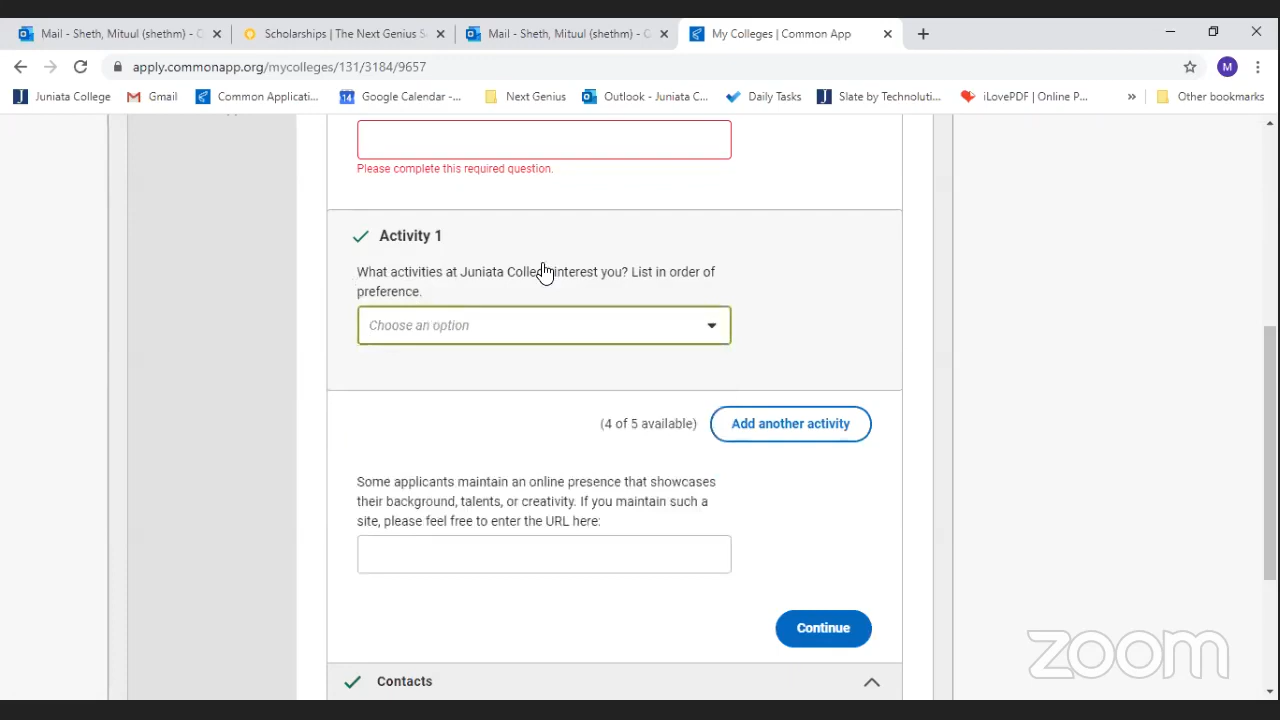 Mail - Sheth, Mituul (shethm) - C
Scholarships | The Next Genius S
Mail - Sheth, Mituul (shethm) - C
My Colleges | Common App
apply.commonapp.org/mycolleges/131/3184/9657
M
Juniata College
Gmail
Common Applicati...
14
Google Calendar -...
Next Genius
Outlook - Juniata C...
Daily Tasks
Slate by Technoluti...
iLovePDF | Online P...
»
Other bookmarks
Please complete this required question.
Activity 1
What activities at Juniata College interest you? List in order of
preference.
Choose an option
(4 of 5 available)
Add another activity
Some applicants maintain an online presence that showcases
their background, talents, or creativity. If you maintain such a
site, please feel free to enter the URL here:
Continue
zoom
Contacts